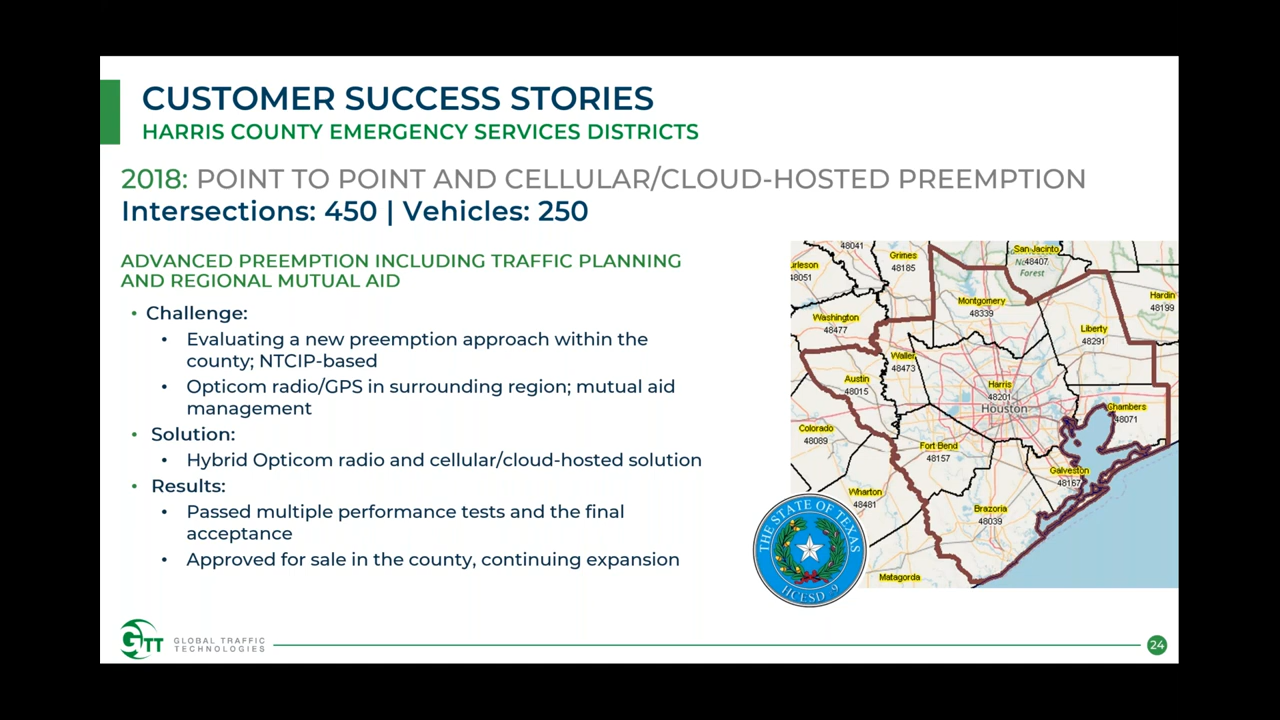 CUSTOMER SUCCESS STORIES
HARRIS COUNTY EMERGENCY SERVICES DISTRICTS
2018: POINT TO POINT AND CELLULAR/CLOUD-HOSTED PREEMPTION
Intersections: 450 | Vehicles: 250
ADVANCED PREEMPTION INCLUDING TRAFFIC PLANNING
AND REGIONAL MUTUAL AID
• Challenge:
• Evaluating a new preemption approach within the
county; NTCIP-based
• Opticom radio/GPS in surrounding region; mutual aid
management
• Solution:
• Hybrid Opticom radio and cellular/cloud-hosted solution
• Results:
• Passed multiple performance tests and the final
acceptance
• Approved for sale in the county, continuing expansion
48041
Grimes
48185
San Jacinto
48407
Forest
urleson
48051
Montgomery
48339
Hardin
48199
Washington
48477
Liberty
48291
Waller
48473
Austin
48015
Harris
48201
Houston
Chambers
48071
Colorado
48089
Fort Bend
48157
Galveston
48167
Wharton
48481
Brazoria
48039
Matagorda
THE STATE OF TEXAS
HCESD - 9
GTT
GLOBAL TRAFFIC
TECHNOLOGIES
24